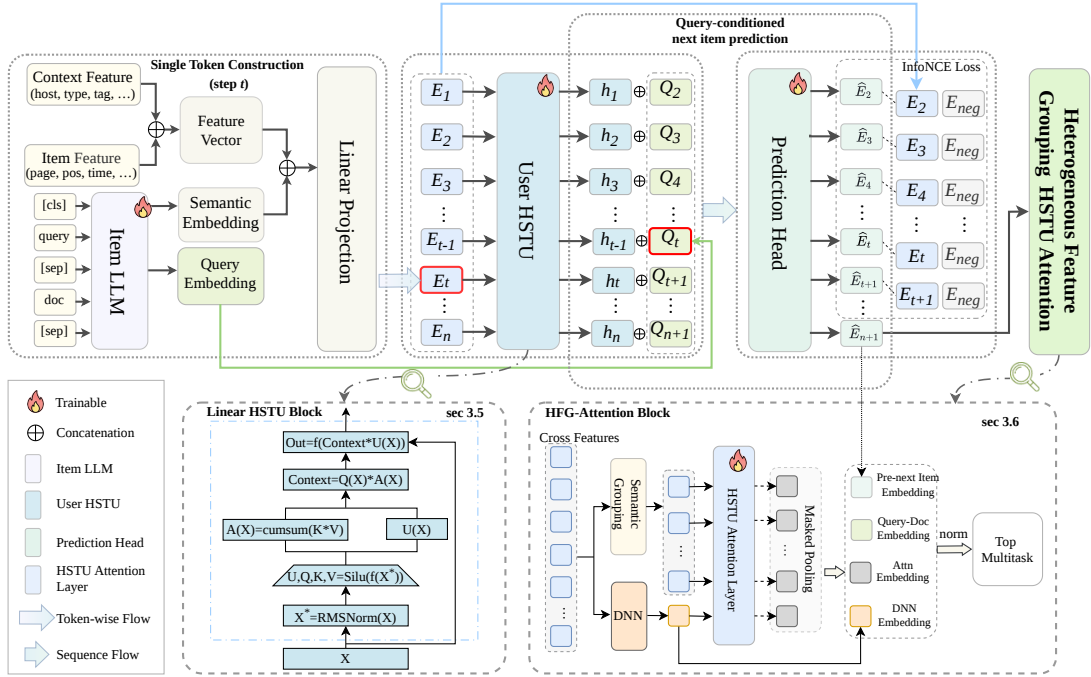 Single Token Construction
(step t)
Context Feature
(host, type, tag, …)
Item Feature
(page, pos, time, …)
Feature
Vector
[cls]
query
[sep]
doc
[sep]
Item LLM
Semantic
Embedding
Query
Embedding
Linear Projection
E1
E2
E3
...
Et-1
Et
...
En
User HSTU
h1
h2
h3
...
ht-1
ht
...
hn
Q2
Q3
Q4
...
Qt
Qt+1
...
Qn+1
Query-conditioned
next item prediction
Prediction Head
InfoNCE Loss
Ê2
Ê3
Ê4
...
Êt
Êt+1
...
Ên+1
E2 Eneg
E3 Eneg
E4 Eneg
... ...
Et Eneg
Et+1 Eneg
Heterogeneous Feature
Grouping HSTU Attention
Trainable
Concatenation
Item LLM
User HSTU
Prediction Head
HSTU Attention
Layer
Token-wise Flow
Sequence Flow
Linear HSTU Block
sec 3.5
Out=f(Context*U(X))
Context=Q(X)*A(X)
A(X)=cumsum(K*V)
U(X)
U,Q,K,V=Silu(f(X*))
X*=RMSNorm(X)
X
HFG-Attention Block
sec 3.6
Cross Features
...
Semantic
Grouping
DNN
...
HSTU Attention Layer
...
Masked Pooling
Pre-next Item
Embedding
Query-Doc
Embedding
Attn
Embedding
DNN
Embedding
norm
Top
Multitask